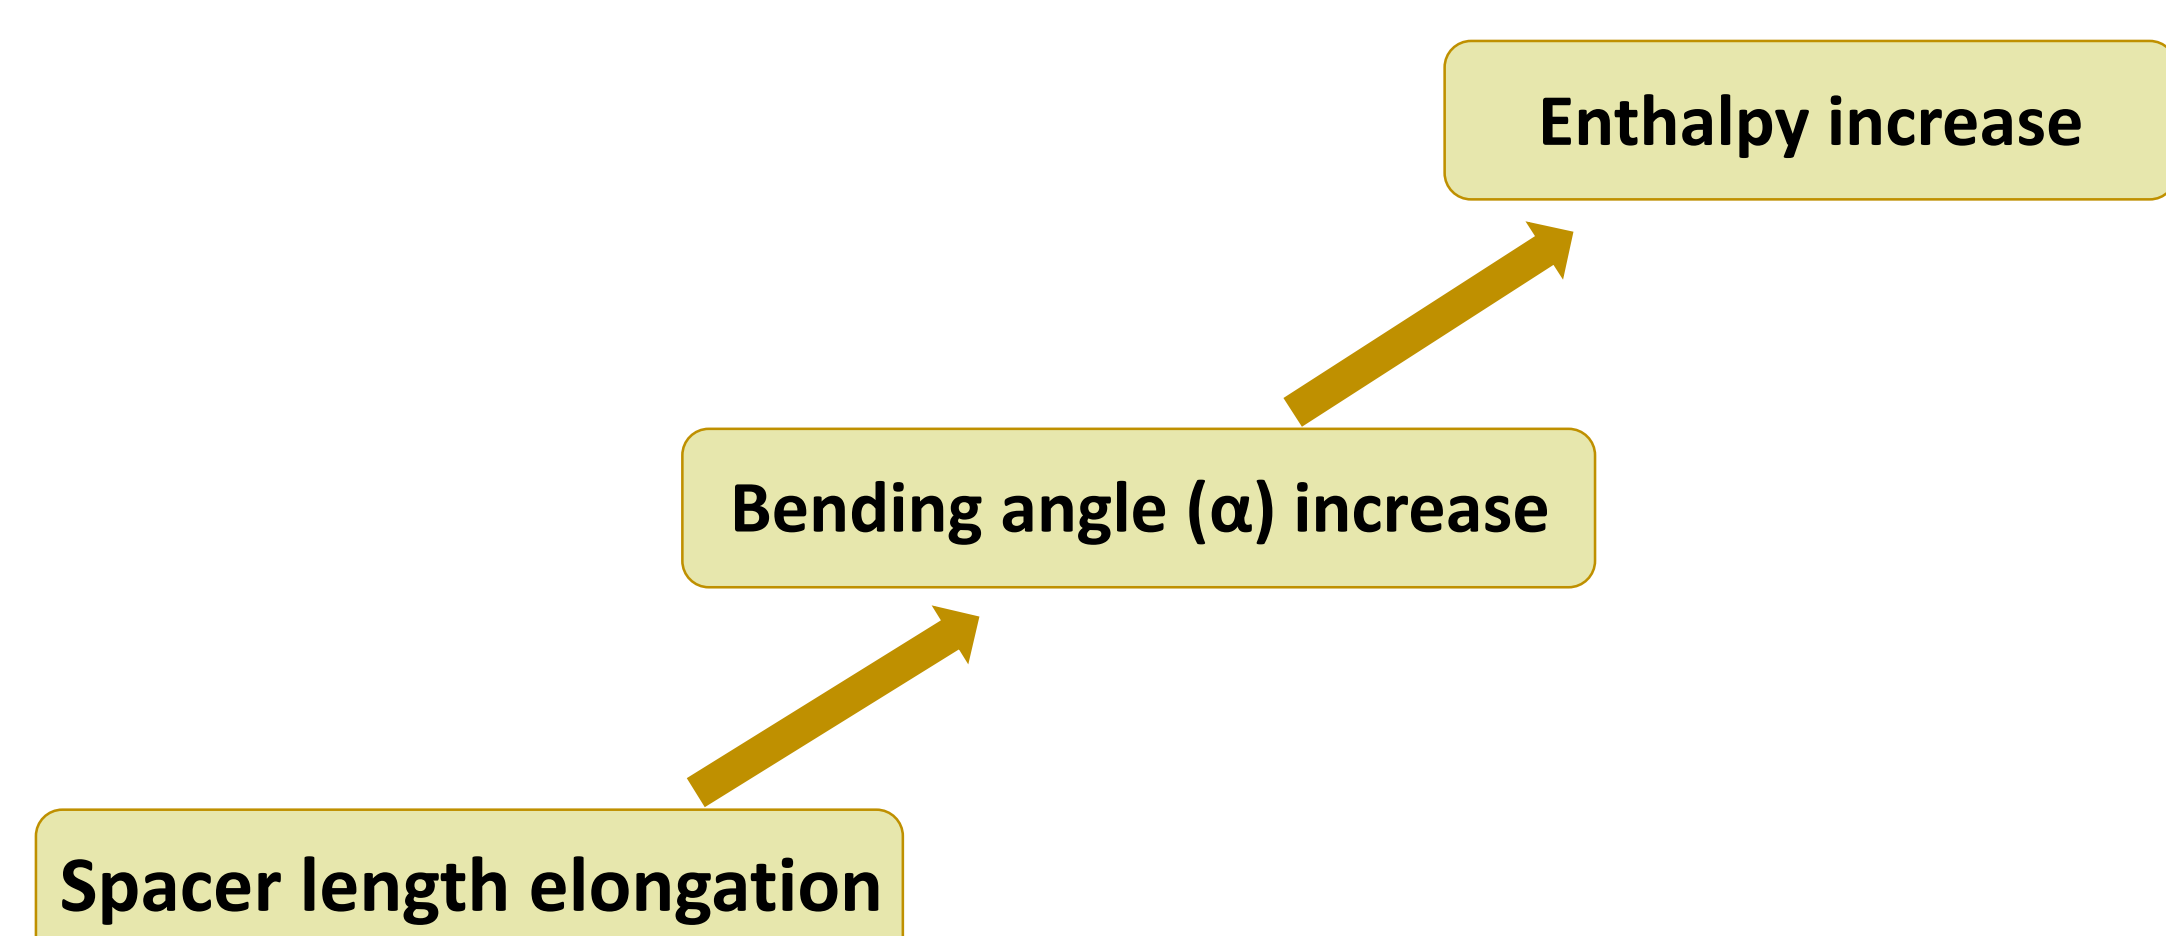 Enthalpy increase
Bending angle (α) increase
Spacer length elongation